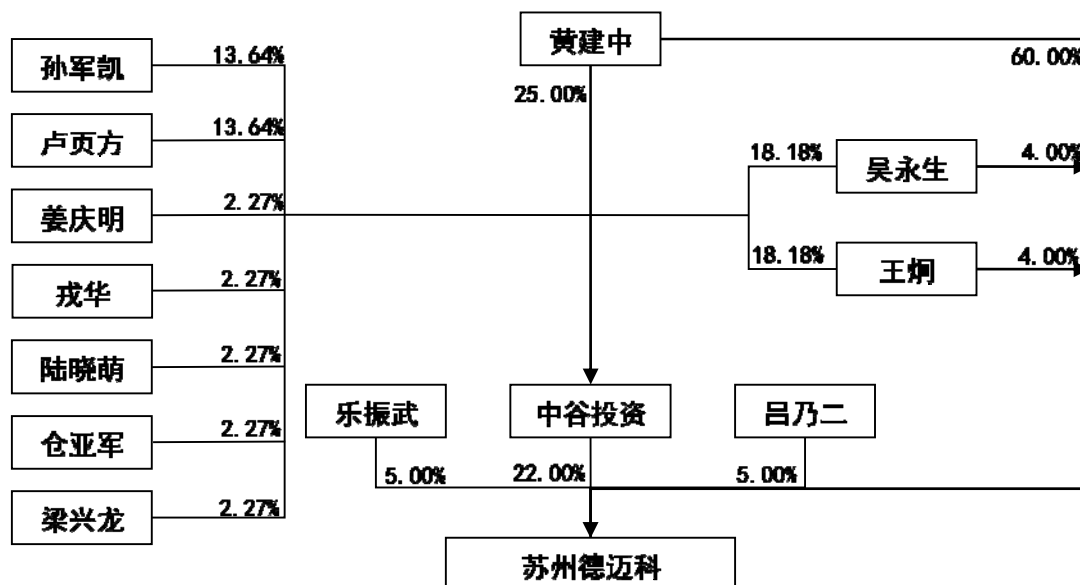 黄建中
孙军凯 13.64%
60.00%
25.00%
卢页方 13.64%
18.18% 吴永生 4.00%
姜庆明 2.27%
18.18% 王炯 4.00%
戎华 2.27%
陆晓萌 2.27%
乐振武 中谷投资 吕乃二
仓亚军 2.27%
5.00% 22.00% 5.00%
梁兴龙 2.27%
苏州德迈科